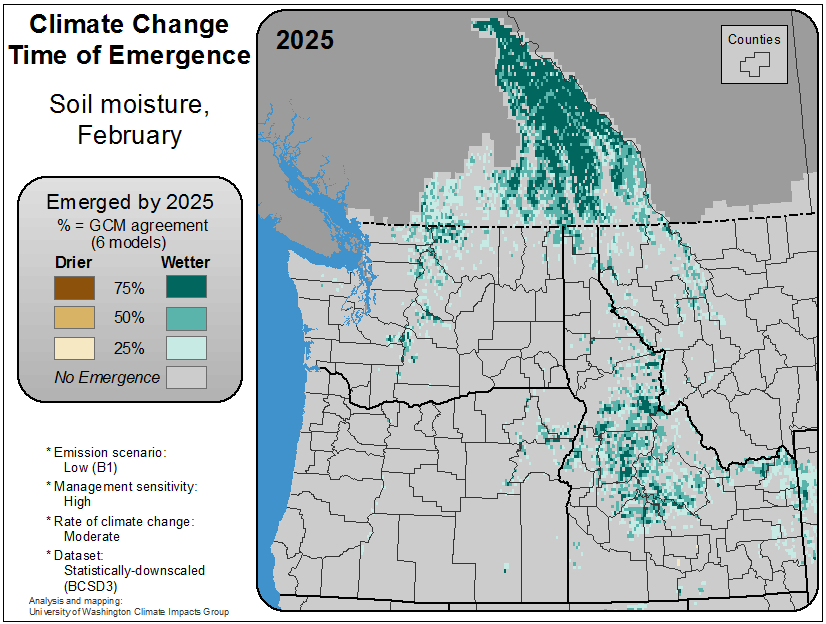 Climate Change
Time of Emergence
Soil moisture,
February
Emerged by 2025
% = GCM agreement
(6 models)
Drier Wetter
75%
50%
25%
No Emergence
* Emission scenario:
Low (B1)
* Management sensitivity:
High
* Rate of climate change:
Moderate
* Dataset:
Statistically-downscaled
(BCSD3)
Analysis and mapping:
University of Washington Climate Impacts Group
2025
Counties